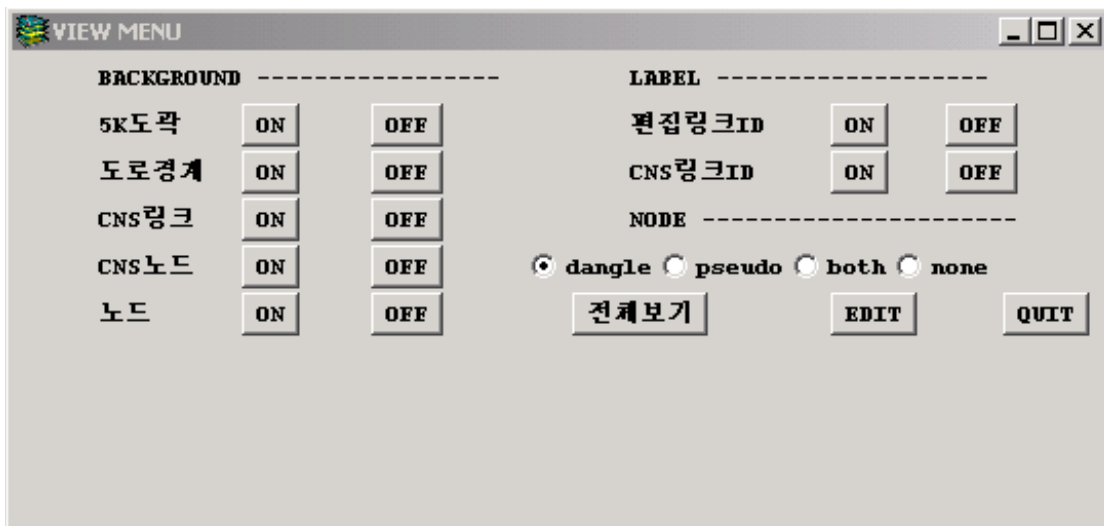 VIEW MENU
BACKGROUND -----------------
5K도곽 ON OFF
도로경계 ON OFF
CNS링크 ON OFF
CNS노드 ON OFF
노드 ON OFF
LABEL -------------------
편집링크ID ON OFF
CNS링크ID ON OFF
NODE ----------------------
dangle pseudo both none
전체보기 EDIT QUIT